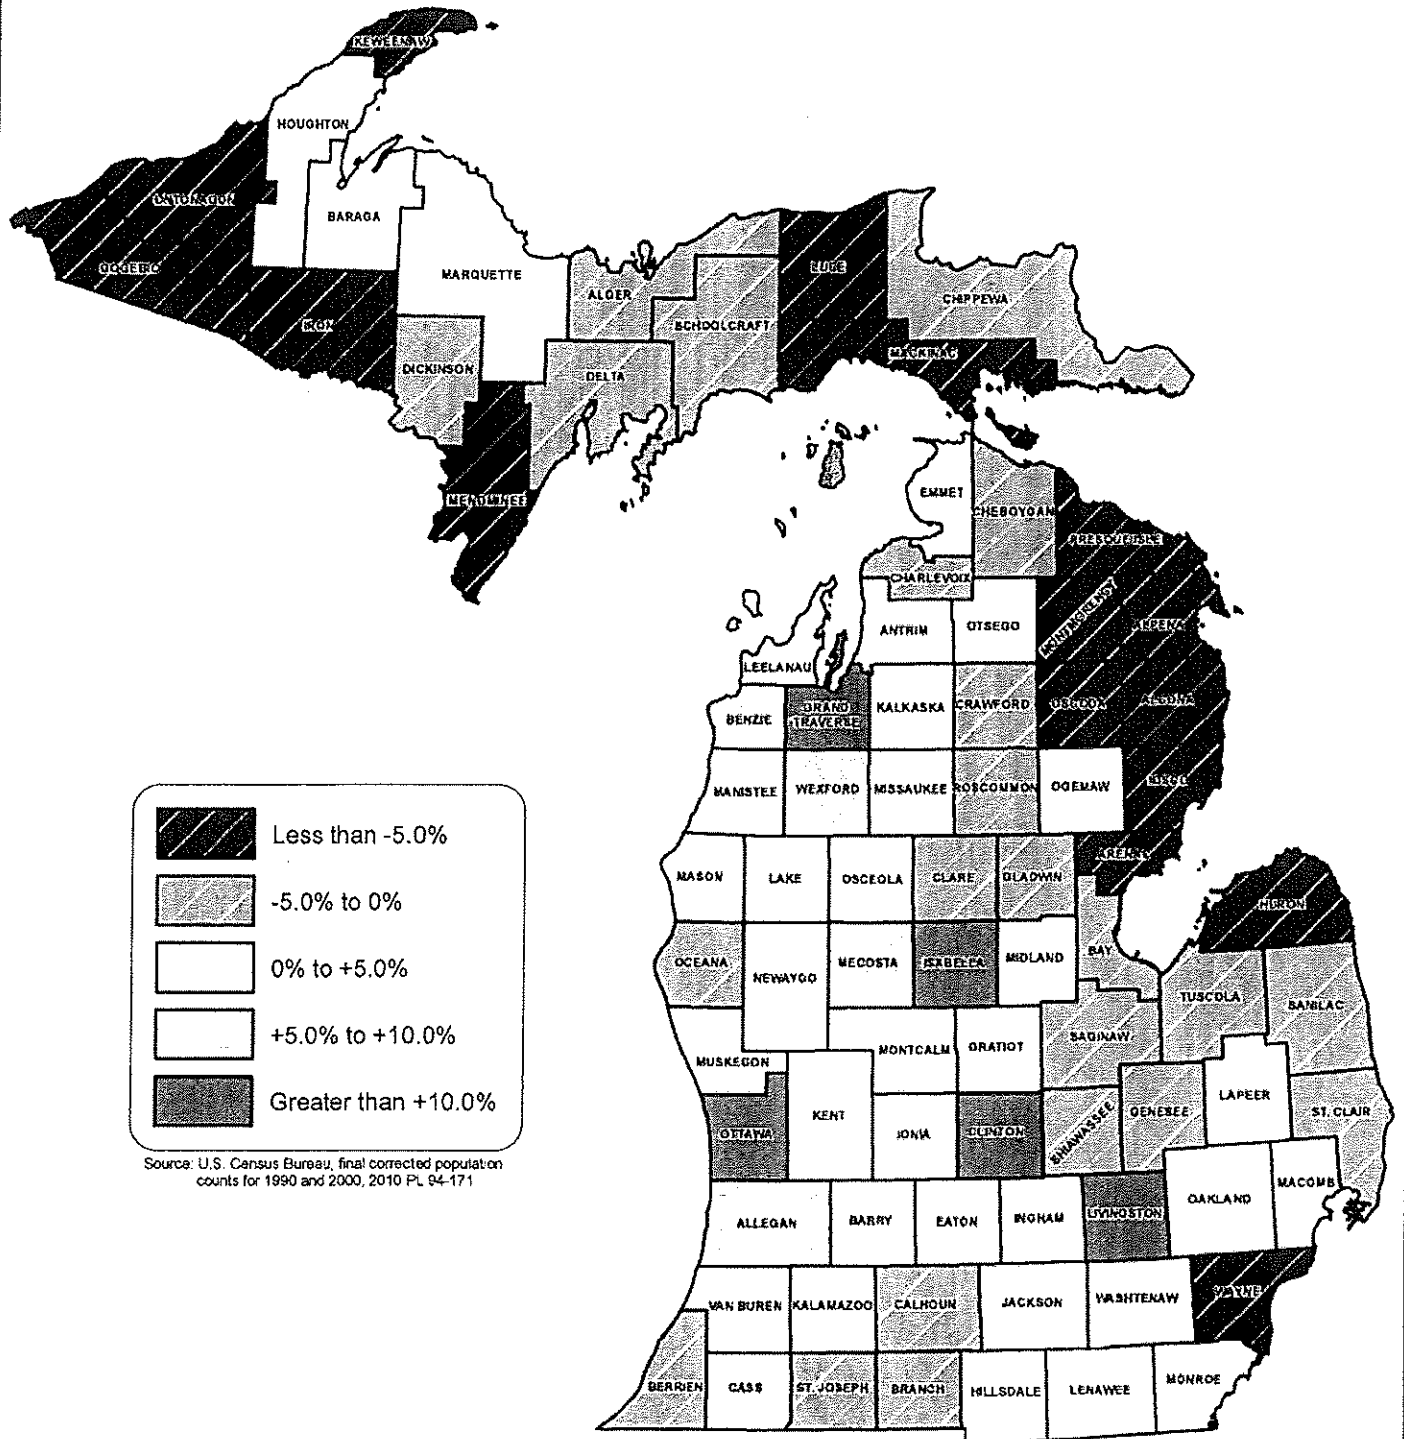 KEWEENAW
HOUGHTON
ONTONAGON
BARAGA
GOGEBIC
MARQUETTE
LUCE
ALGER
CHIPPEWA
IRON
SCHOOLCRAFT
MACKINAC
DICKINSON
DELTA
MENOMINEE
EMMET
CHEBOYGAN
PRESQUE ISLE
CHARLEVOIX
MONTMORENCY
ANTRIM
OTSEGO
ALPENA
LEELANAU
BENZIE
GRAND
TRAVERSE
KALKASKA
CRAWFORD
OSCODA
ALCONA
MANISTEE
WEXFORD
MISSAUKEE
ROSCOMMON
OGEMAW
IOSCO
ARENAC
MASON
LAKE
OSCEOLA
CLARE
GLADWIN
HURON
OCEANA
NEWAYGO
MECOSTA
ISABELLA
MIDLAND
BAY
TUSCOLA
SANILAC
MUSKEGON
MONTCALM
GRATIOT
SAGINAW
OTTAWA
KENT
IONIA
CLINTON
SHIAWASSEE
GENESEE
LAPEER
ST. CLAIR
ALLEGAN
BARRY
EATON
INGHAM
LIVINGSTON
OAKLAND
MACOMB
VAN BUREN
KALAMAZOO
CALHOUN
JACKSON
WASHTENAW
WAYNE
BERRIEN
CASS
ST. JOSEPH
BRANCH
HILLSDALE
LENAWEE
MONROE
Less than -5.0%
-5.0% to 0%
0% to +5.0%
+5.0% to +10.0%
Greater than +10.0%
Source: U.S. Census Bureau, final corrected population
counts for 1990 and 2000, 2010 PL 94-171